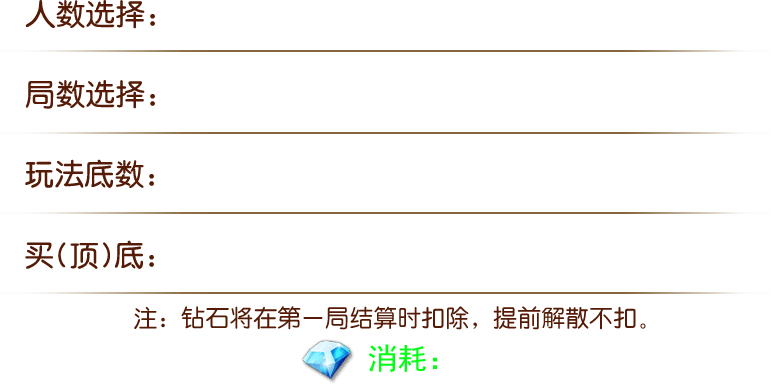 人数选择：
局数选择：
玩法底数：
买(顶)底：
注：钻石将在第一局结算时扣除，提前解散不扣。
消耗：